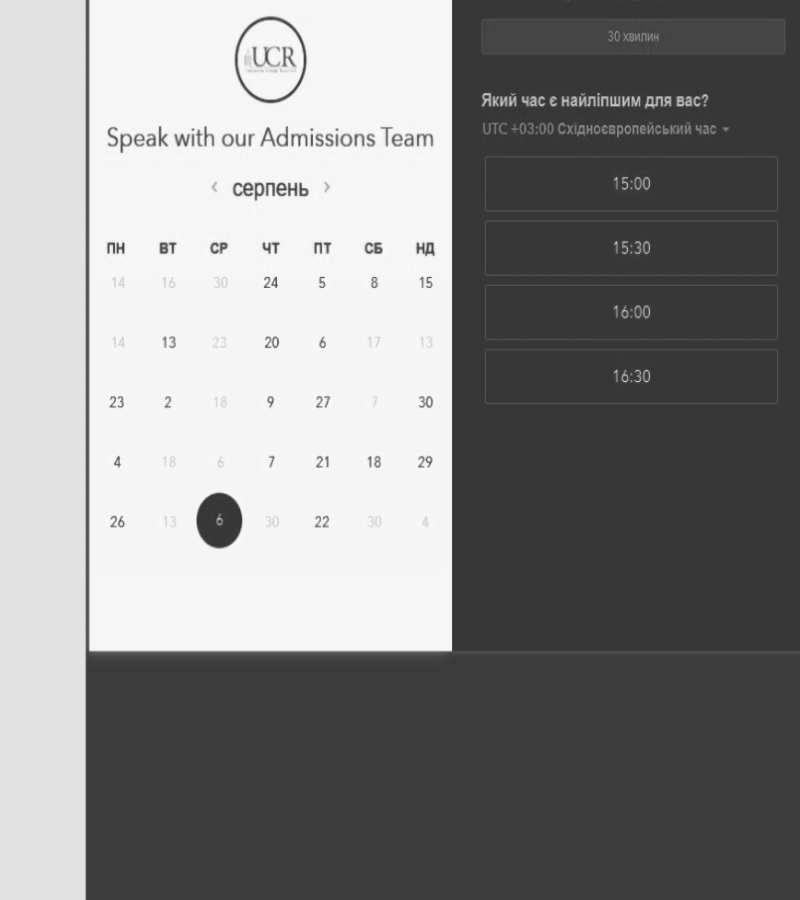 UCR
Speak with our Admissions Team
‹ серпень ›
ПН ВТ СР ЧТ ПТ СБ НД
14 16 30 24 5 8 15
14 13 23 20 6 17 13
23 2 18 9 27 7 30
4 18 6 7 21 18 29
26 13 6 30 22 30 4
30 хвилин
Який час є найліпшим для вас?
UTC +03:00 Східноєвропейський час
15:00
15:30
16:00
16:30